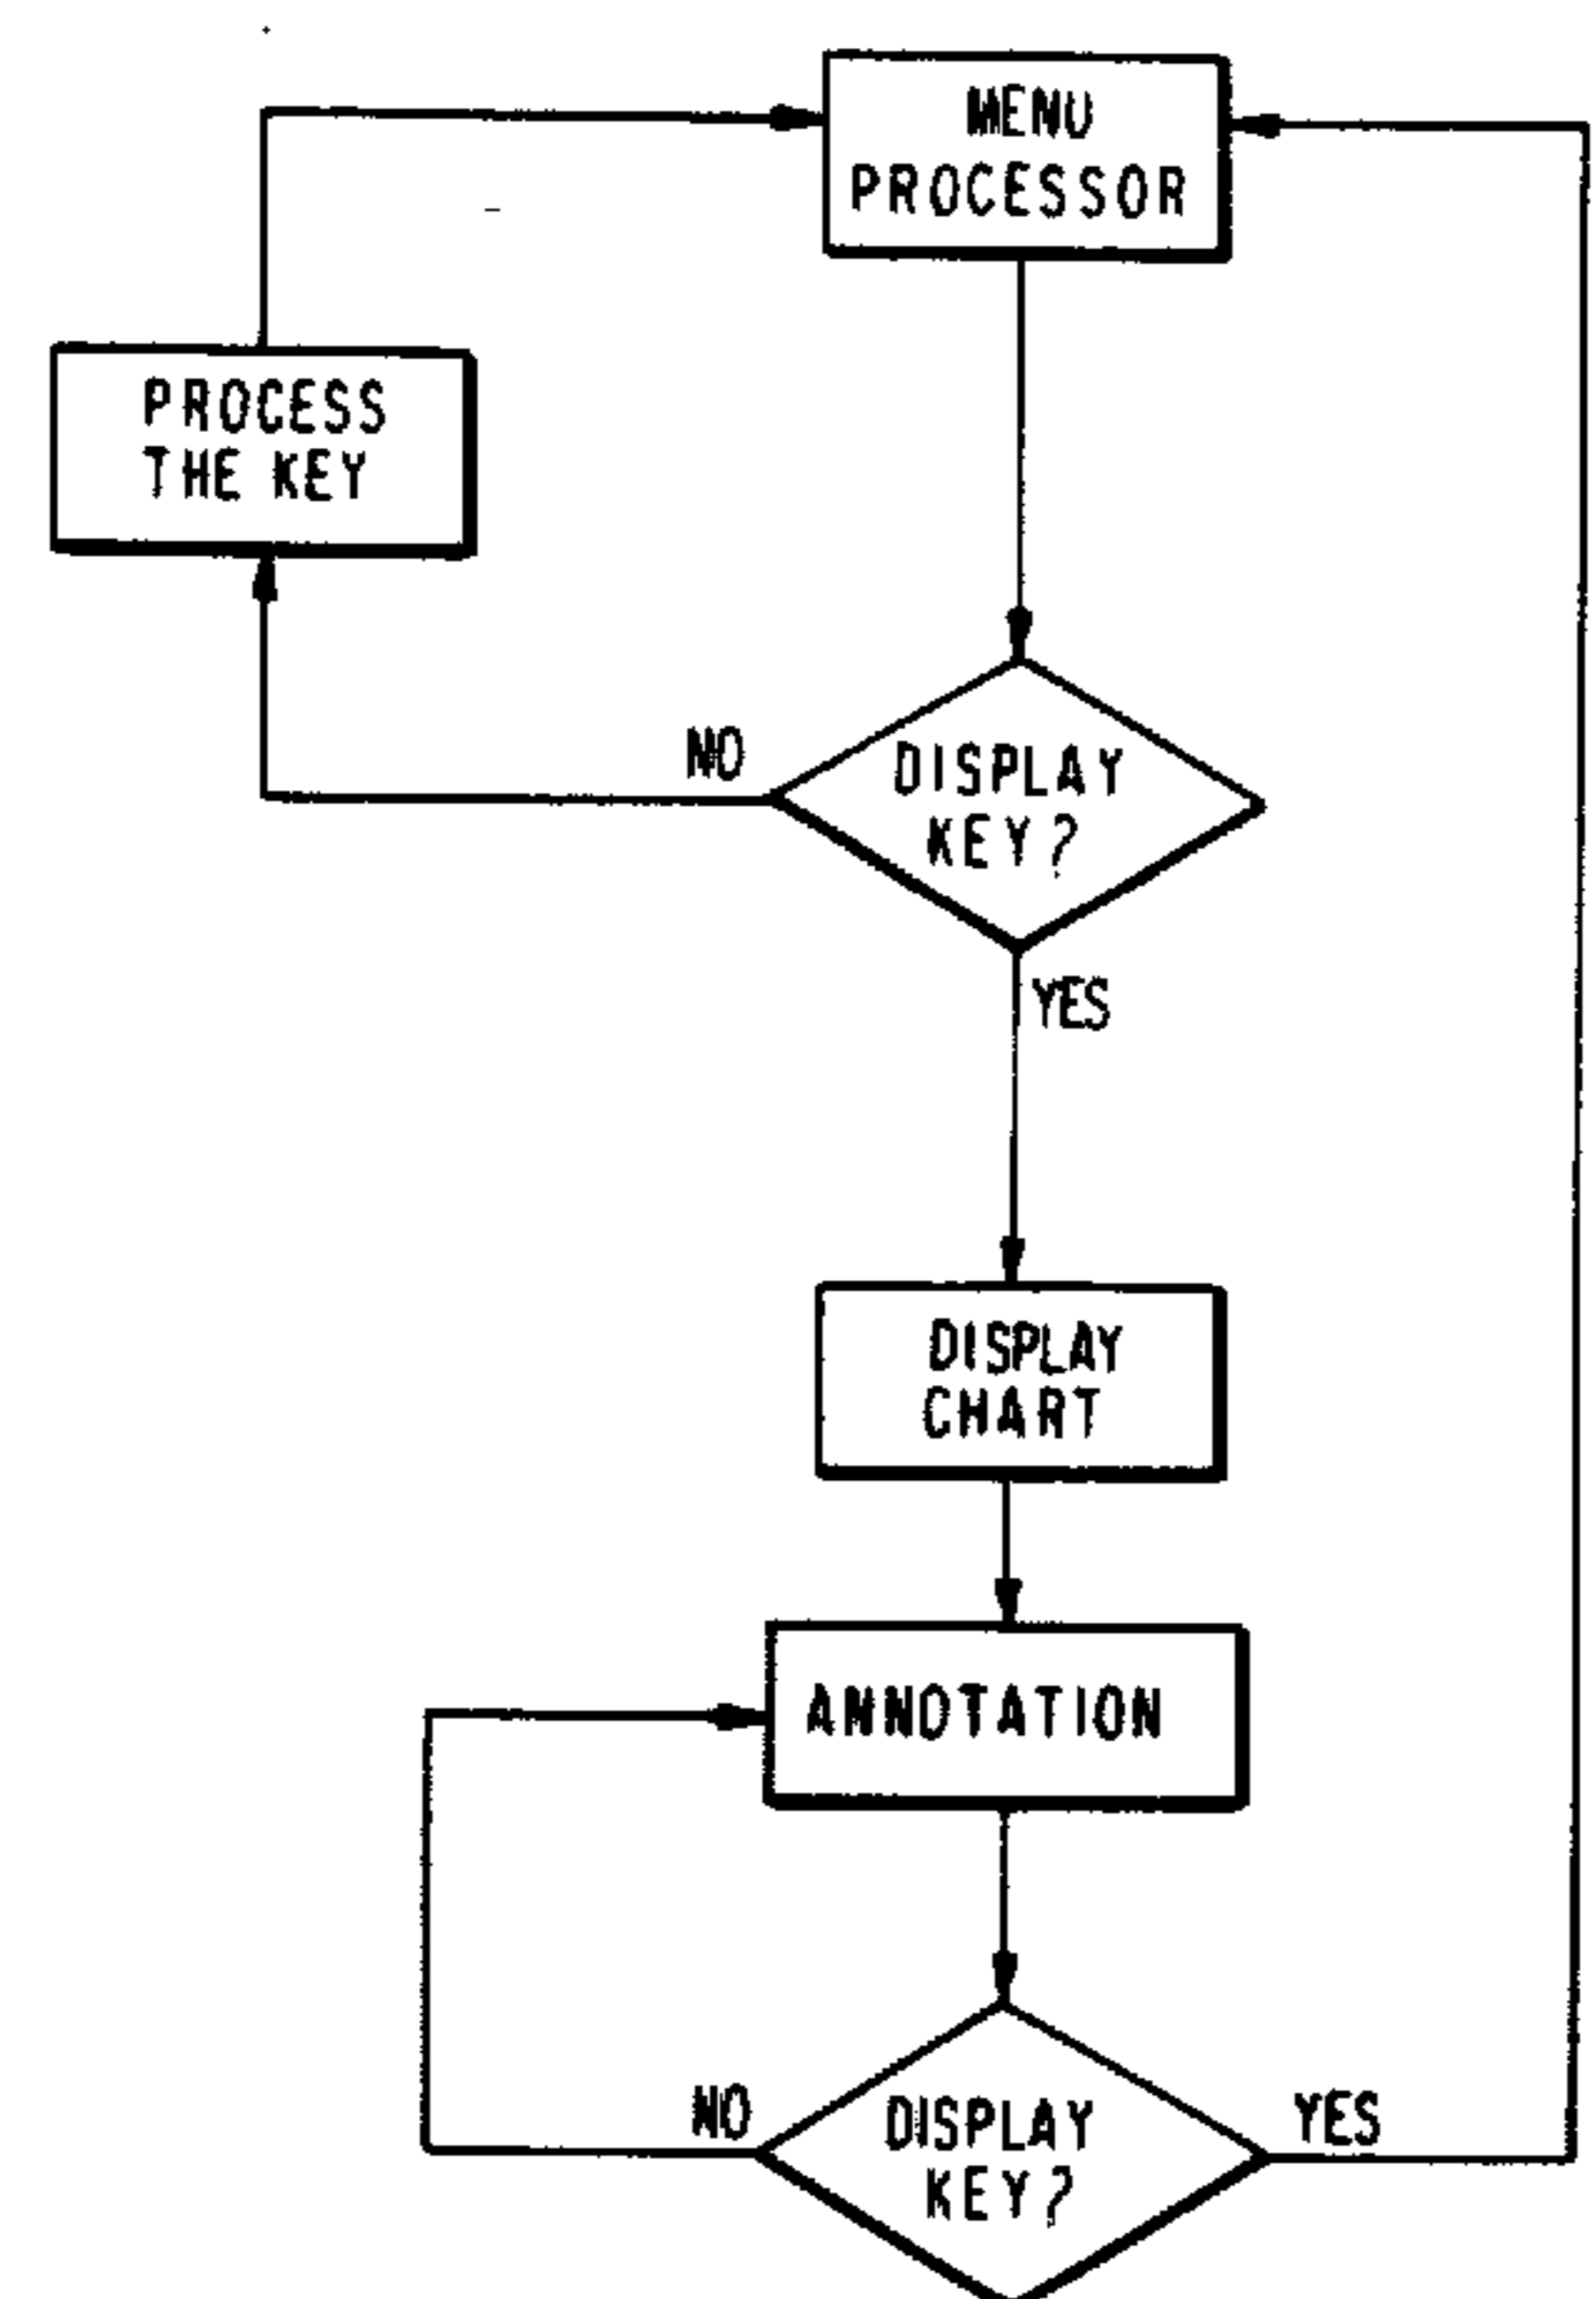 MENU
PROCESSOR
PROCESS
THE KEY
NO
DISPLAY
KEY?
YES
DISPLAY
CHART
ANNOTATION
NO
DISPLAY
KEY?
YES